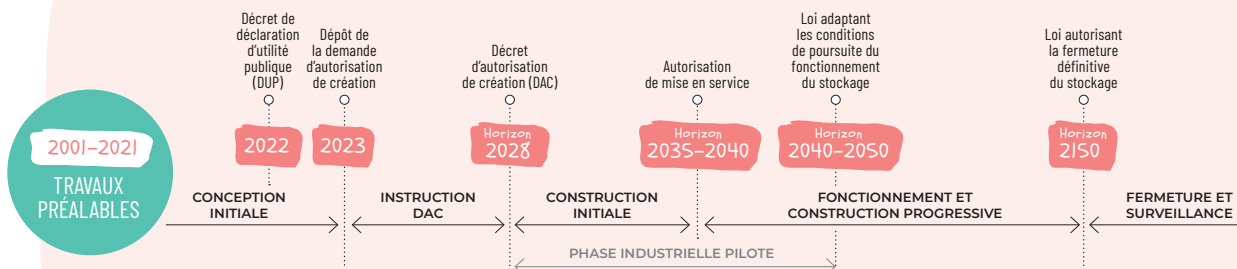 2001-2021
TRAVAUX
PRÉALABLES
Décret de
déclaration
d'utilité
publique
(DUP)
2022
Dépôt de
la demande
d'autorisation
de création
2023
Décret
d'autorisation
de création (DAC)
Horizon
2028
Autorisation
de mise en service
Horizon
2035-2040
Loi adaptant
les conditions
de poursuite du
fonctionnement
du stockage
Horizon
2040-2050
Loi autorisant
la fermeture
définitive
du stockage
Horizon
2150
CONCEPTION
INITIALE
INSTRUCTION
DAC
CONSTRUCTION
INITIALE
FONCTIONNEMENT ET
CONSTRUCTION PROGRESSIVE
FERMETURE ET
SURVEILLANCE
PHASE INDUSTRIELLE PILOTE